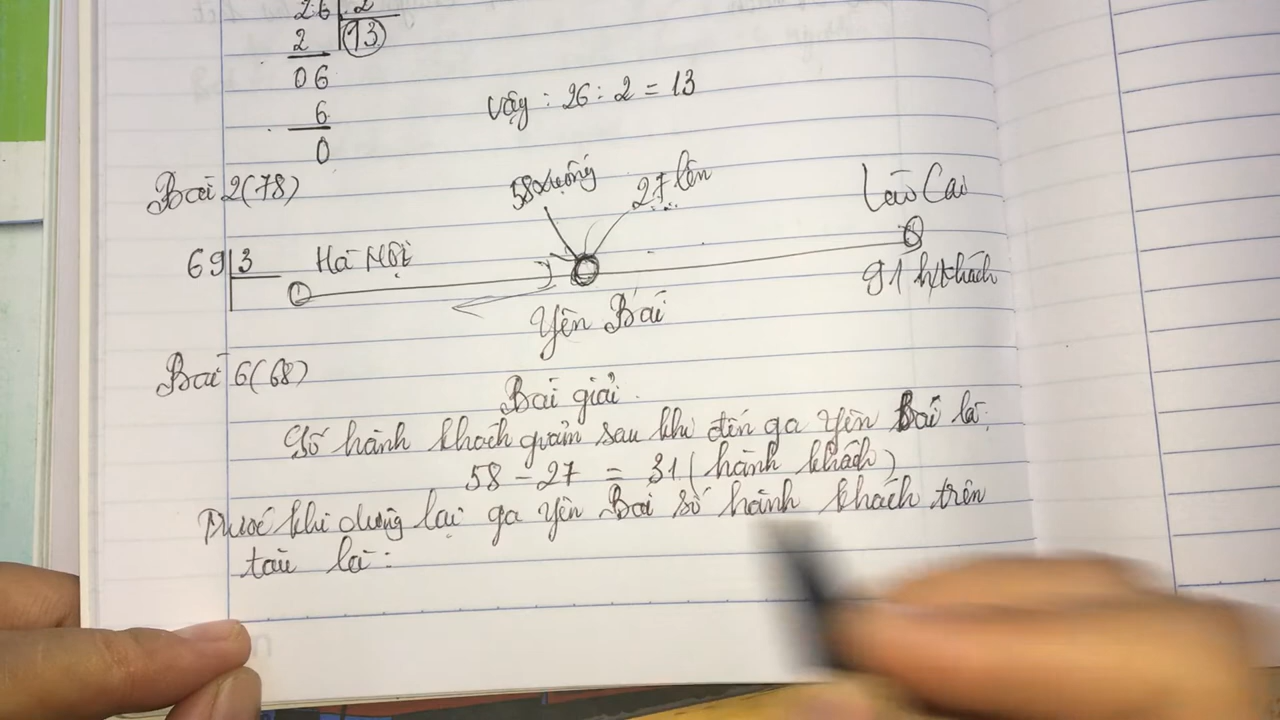 26 2
2 13
06
6
0
Vậy : 26 : 2 = 13
Bài 2(78)
58 xuống
27 lên
Lào Cai
69 3
Hà Nội
91 h/khách
Yên Bái
Bài 6(68)
Bài giải
Số hành khách giảm sau khi đến ga Yên Bái là:
58 - 27 = 31 (hành khách)
Trước khi dừng lại ga Yên Bái số hành khách trên
tàu là: